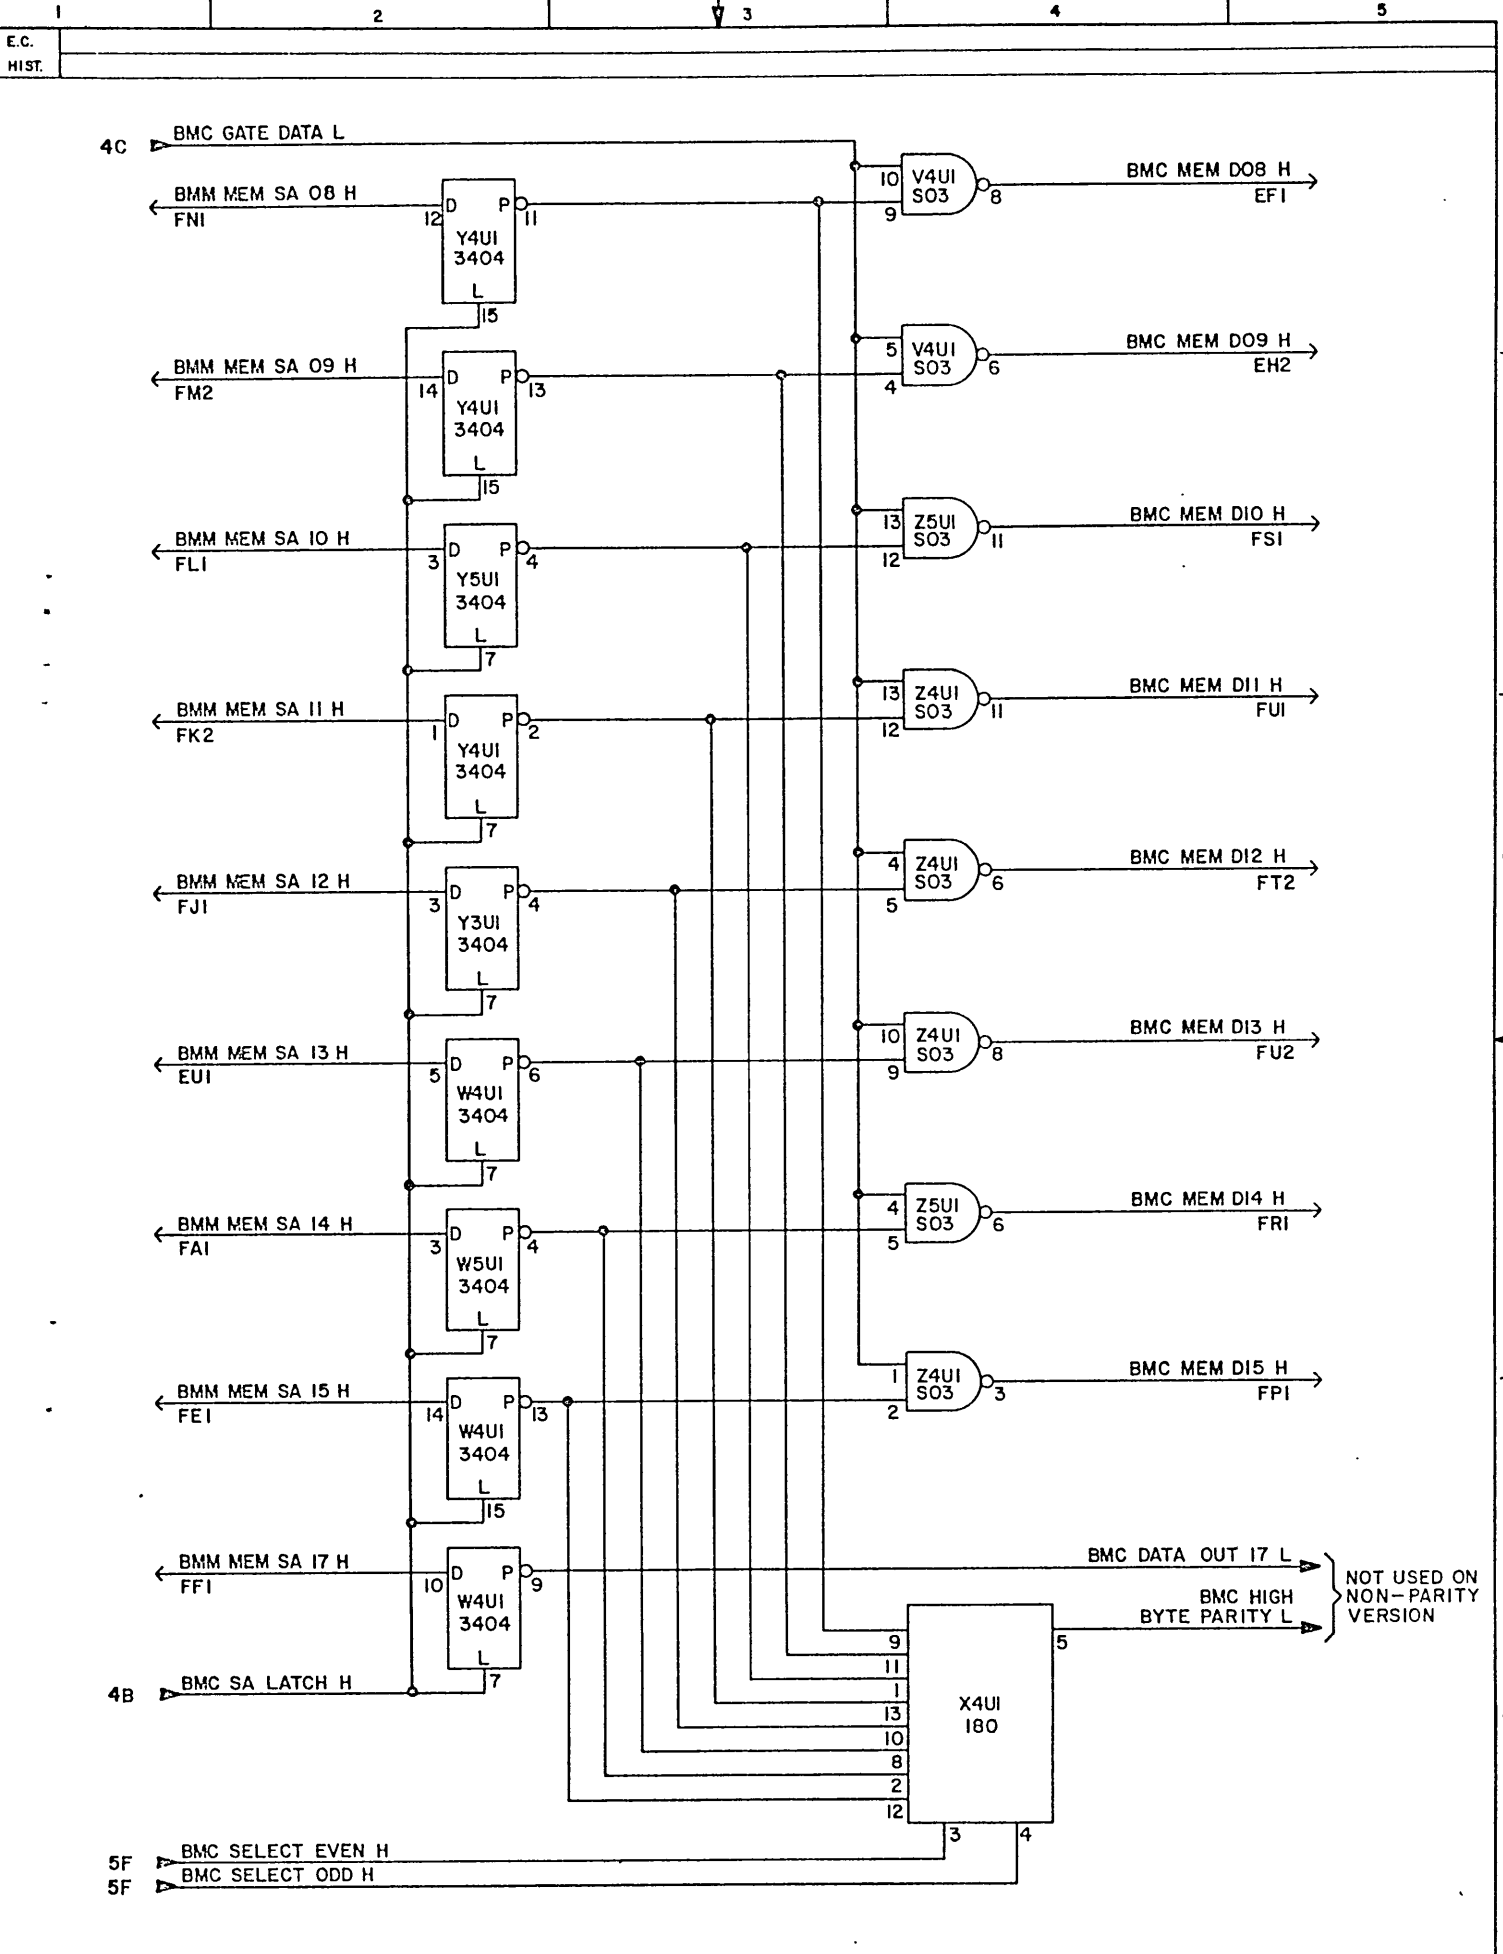 1 2 3 4 5
E.C.
HIST.
4C BMC GATE DATA L
BMM MEM SA 08 H
FN1
D P
12 11
Y4U1
3404
L
15
10 V4U1
S03
9 8
BMC MEM D08 H
EF1
BMM MEM SA 09 H
FM2
D P
14 13
Y4U1
3404
L
15
5 V4U1
S03
4 6
BMC MEM D09 H
EH2
BMM MEM SA 10 H
FL1
D P
3 4
Y5U1
3404
L
7
13 Z5U1
S03
12 11
BMC MEM D10 H
FS1
BMM MEM SA 11 H
FK2
D P
1 2
Y4U1
3404
L
7
13 Z4U1
S03
12 11
BMC MEM D11 H
FU1
BMM MEM SA 12 H
FJ1
D P
3 4
Y3U1
3404
L
7
4 Z4U1
S03
5 6
BMC MEM D12 H
FT2
BMM MEM SA 13 H
EU1
D P
5 6
W4U1
3404
L
7
10 Z4U1
S03
9 8
BMC MEM D13 H
FU2
BMM MEM SA 14 H
FA1
D P
3 4
W5U1
3404
L
7
4 Z5U1
S03
5 6
BMC MEM D14 H
FR1
BMM MEM SA 15 H
FE1
D P
14 13
W4U1
3404
L
15
1 Z4U1
S03
2 3
BMC MEM D15 H
FP1
BMM MEM SA 17 H
FF1
D P
10 9
W4U1
3404
L
7
BMC DATA OUT 17 L
BMC HIGH
BYTE PARITY L
NOT USED ON
NON-PARITY
VERSION
4B BMC SA LATCH H
9
11
1
13
10
8
2
12
X4U1
180
5
3 4
5F BMC SELECT EVEN H
5F BMC SELECT ODD H